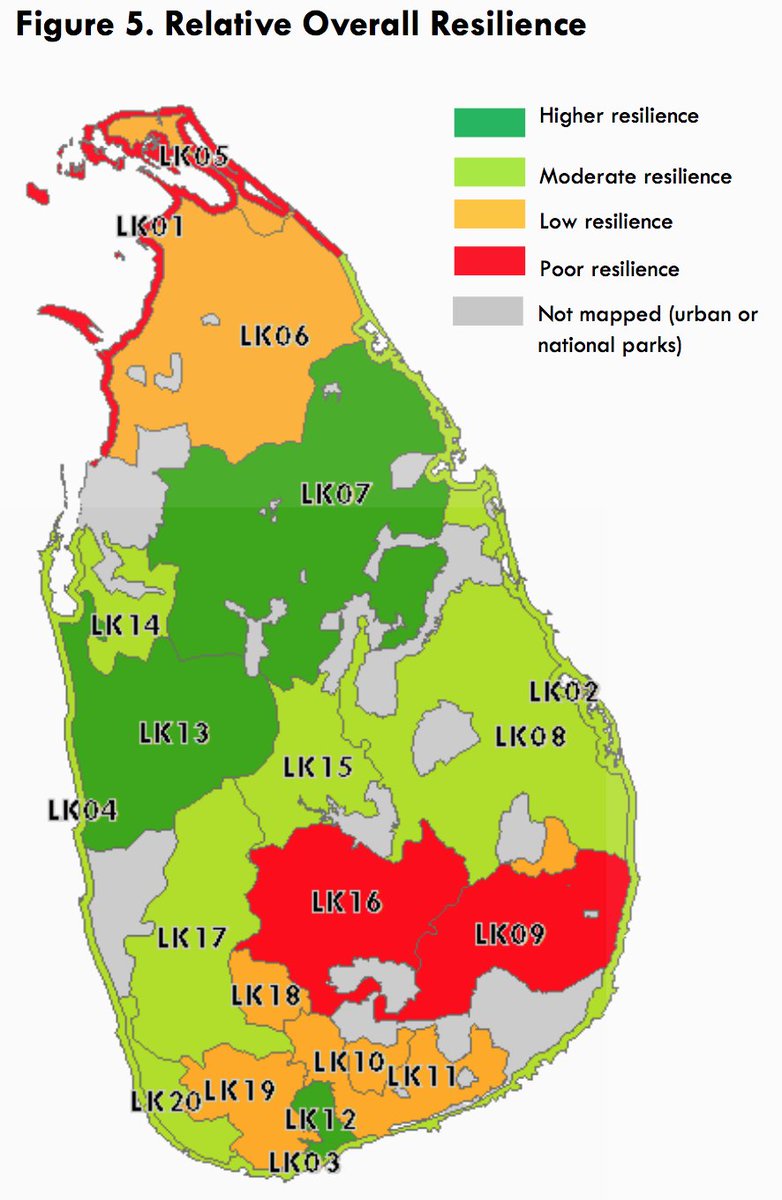 Figure 5. Relative Overall Resilience
Higher resilience
LK05
Moderate resilience
LK01
Low resilience
Poor resilience
Not mapped (urban or
national parks)
LK06
LK07
LK14
LK02
LK13
LK08
LK15
LK04
LK16
LK09
LK17
LK18
LK10
LK11
LK19
LK20
LK12
LK03